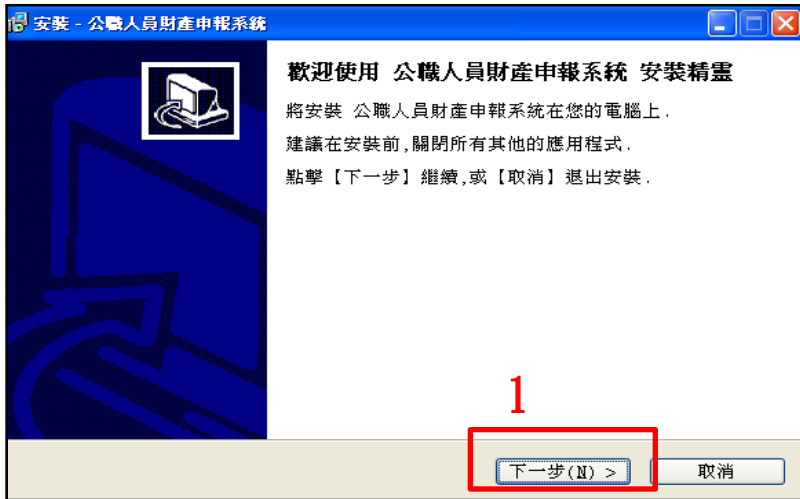 安裝 - 公職人員財產申報系統
歡迎使用 公職人員財產申報系統 安裝精靈
將安裝 公職人員財產申報系統在您的電腦上.
建議在安裝前,關閉所有其他的應用程式.
點擊【下一步】繼續,或【取消】退出安裝.
1
下一步(N) >
取消